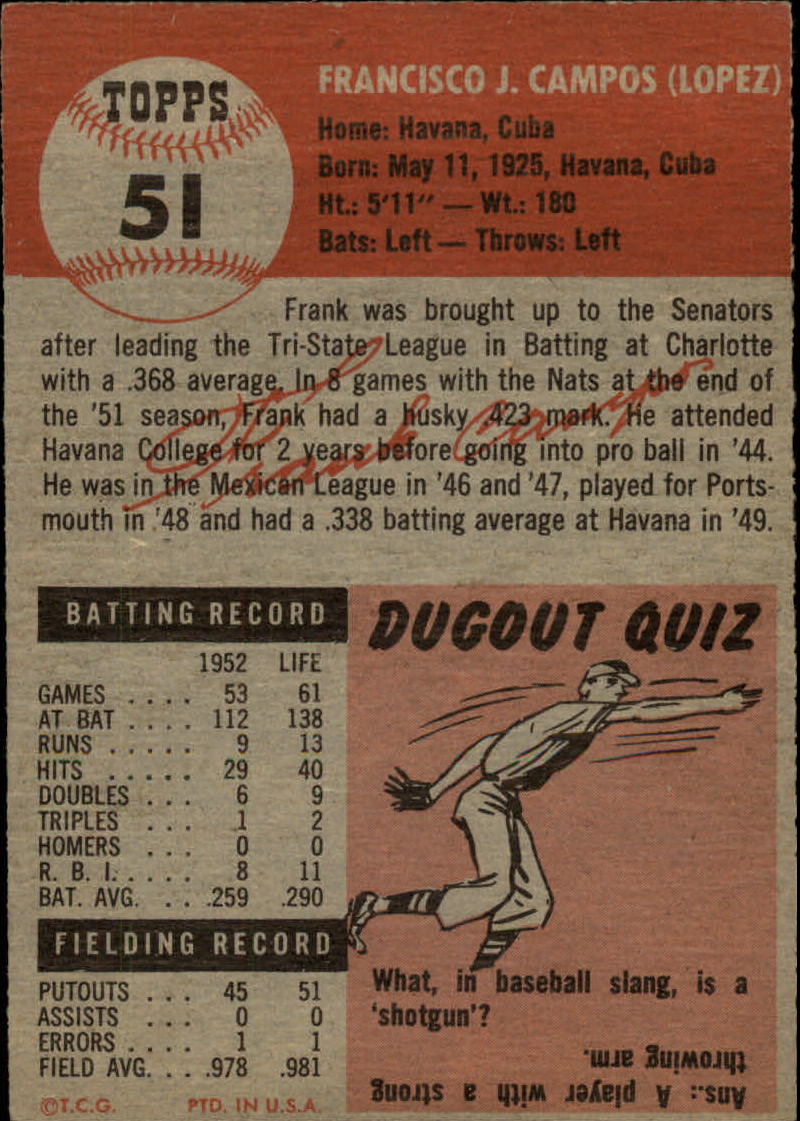 TOPPS
51
FRANCISCO J. CAMPOS (LOPEZ)
Home: Havana, Cuba
Born: May 11, 1925, Havana, Cuba
Ht.: 5'11" — Wt.: 180
Bats: Left — Throws: Left
Frank was brought up to the Senators
after leading the Tri-State League in Batting at Charlotte
with a .368 average. In 8 games with the Nats at the end of
the '51 season, Frank had a husky .423 mark. He attended
Havana College for 2 years before going into pro ball in '44.
He was in the Mexican League in '46 and '47, played for Ports-
mouth in '48 and had a .338 batting average at Havana in '49.
Frank Campos
BATTING RECORD
1952 LIFE
GAMES . . . . 53 61
AT BAT . . . . 112 138
RUNS . . . . . 9 13
HITS . . . . . 29 40
DOUBLES . . . 6 9
TRIPLES . . . 1 2
HOMERS . . . 0 0
R. B. I. . . . . 8 11
BAT. AVG. . . .259 .290
FIELDING RECORD
PUTOUTS . . . 45 51
ASSISTS . . . 0 0
ERRORS . . . . 1 1
FIELD AVG. . . .978 .981
©T.C.G. PTD. IN U.S.A.
DUGOUT QUIZ
What, in baseball slang, is a
'shotgun'?
Ans.: A player with a strong
throwing arm.